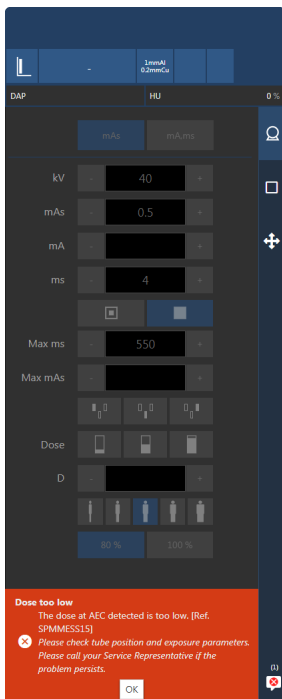 -
1mmAl
0.2mmCu
DAP HU 0 %
mAs mA,ms
kV - 40 +
mAs - 0.5 +
mA - +
ms - 4 +
Max ms - 550 +
Max mAs - +
Dose
D - +
80 % 100 %
Dose too low
The dose at AEC detected is too low. [Ref.
SPMMESS15]
Please check tube position and exposure parameters.
Please call your Service Representative if the
problem persists.
OK
(1)